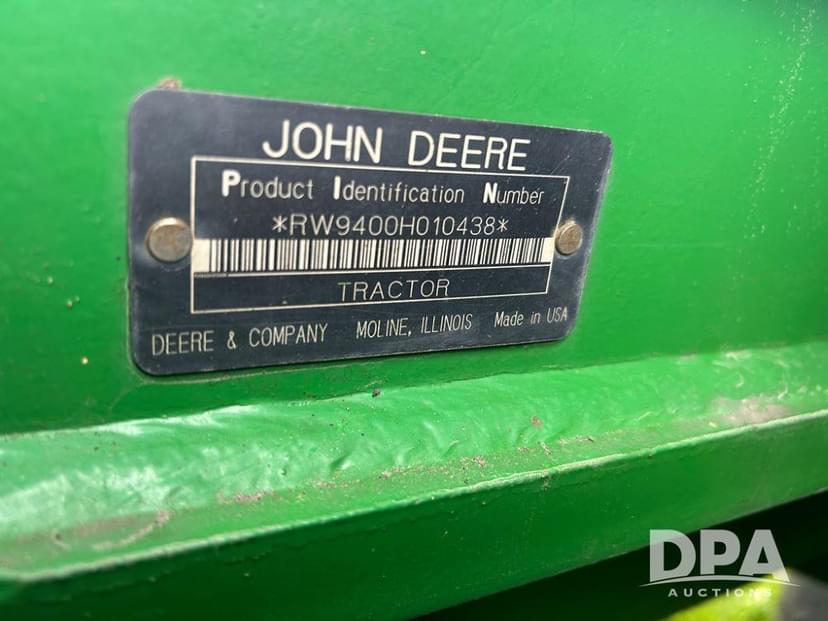 JOHN DEERE
Product Identification Number
*RW9400H010438*
TRACTOR
DEERE & COMPANY MOLINE, ILLINOIS Made in USA
DPA
AUCTIONS